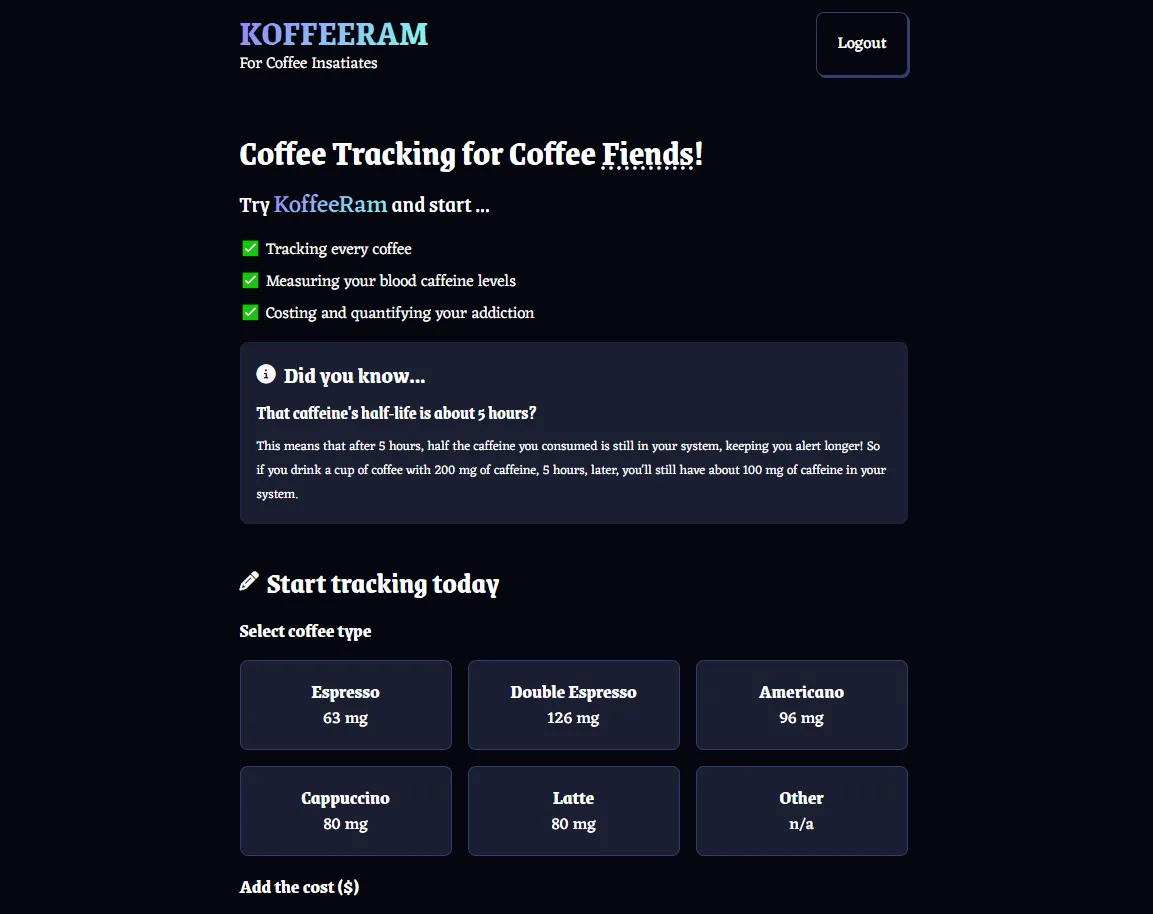 KOFFEERAM
For Coffee Insatiates
Logout
Coffee Tracking for Coffee Fiends!
Try KoffeeRam and start ...
Tracking every coffee
Measuring your blood caffeine levels
Costing and quantifying your addiction
Did you know...
That caffeine's half-life is about 5 hours?
This means that after 5 hours, half the caffeine you consumed is still in your system, keeping you alert longer! So
if you drink a cup of coffee with 200 mg of caffeine, 5 hours, later, you'll still have about 100 mg of caffeine in your
system.
Start tracking today
Select coffee type
Espresso
63 mg
Double Espresso
126 mg
Americano
96 mg
Cappuccino
80 mg
Latte
80 mg
Other
n/a
Add the cost ($)